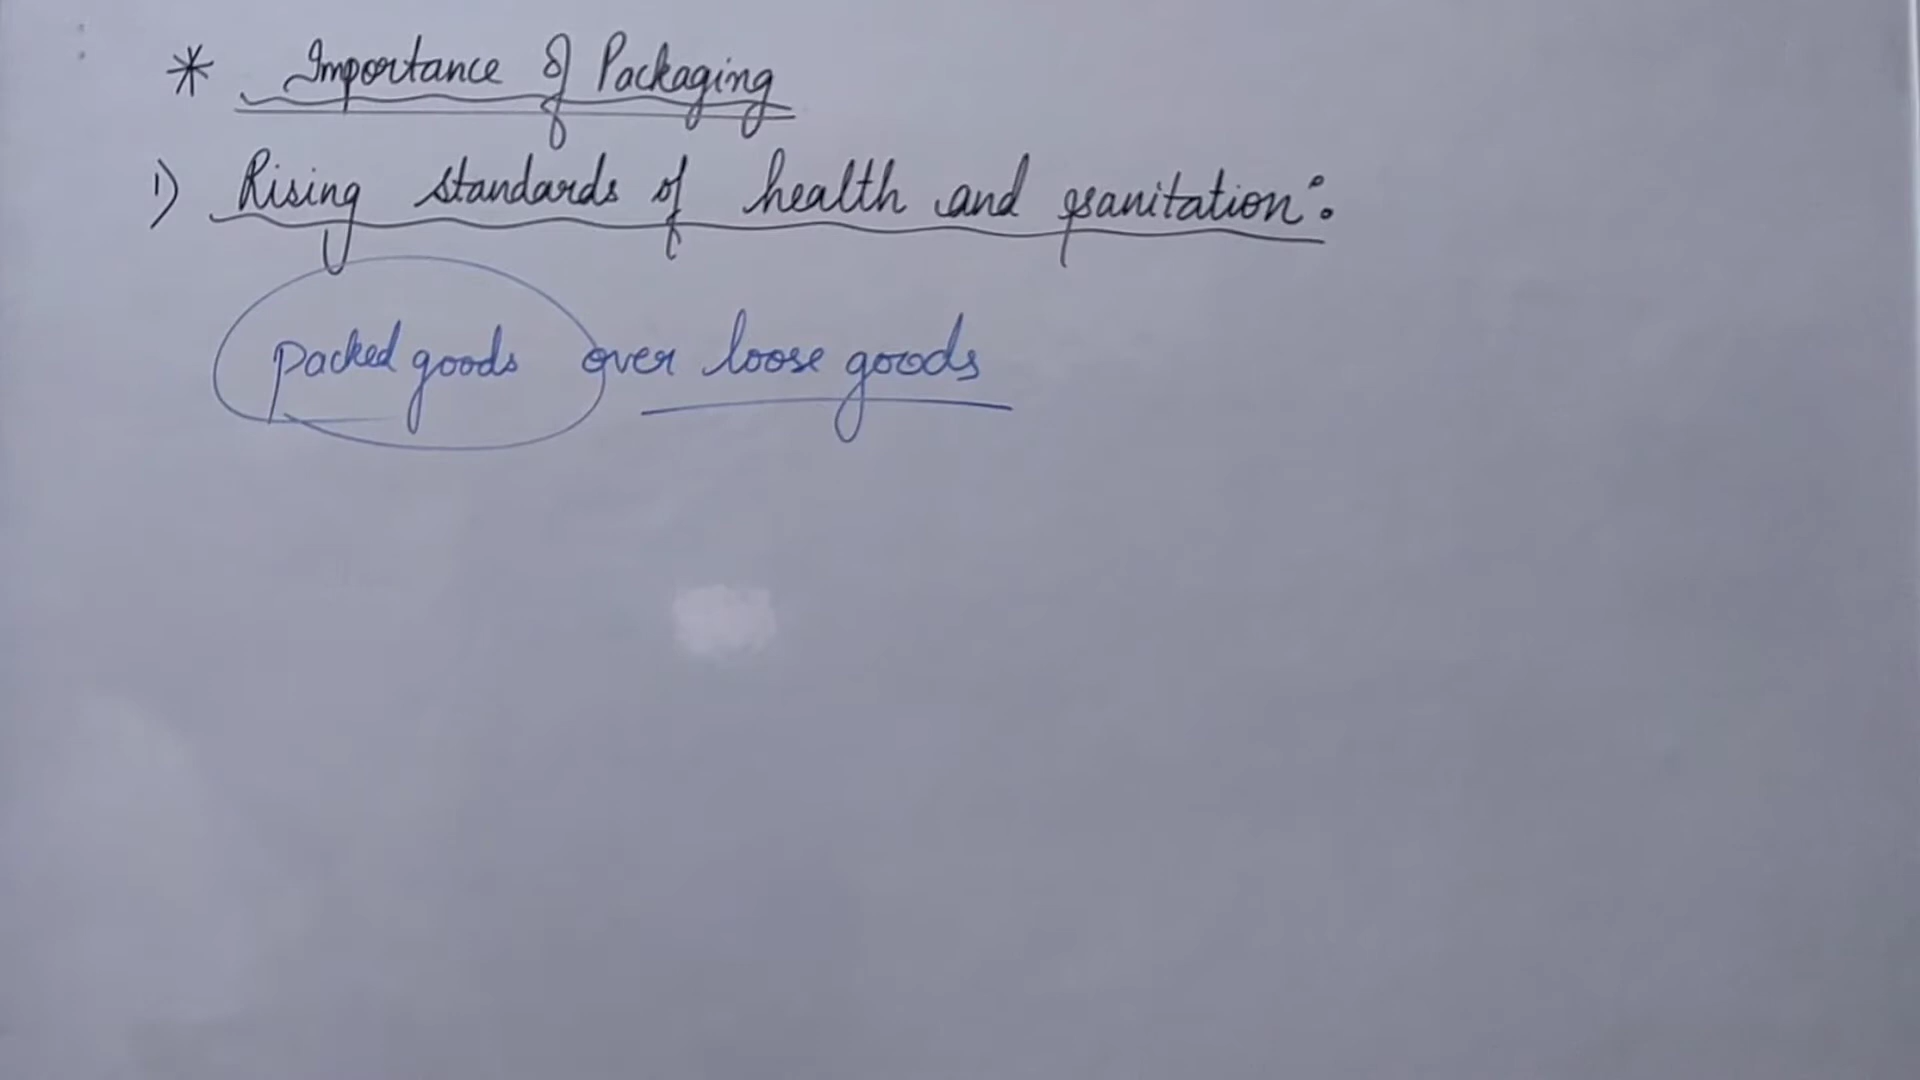 * Importance of Packaging
1) Rising standards of health and sanitation:
packed goods over loose goods